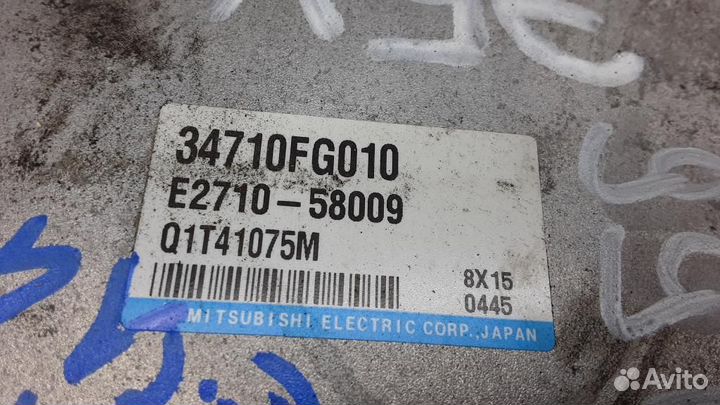 34710FG010
E2710-58009
Q1T41075M
8X15
0445
MITSUBISHI ELECTRIC CORP., JAPAN
Avito